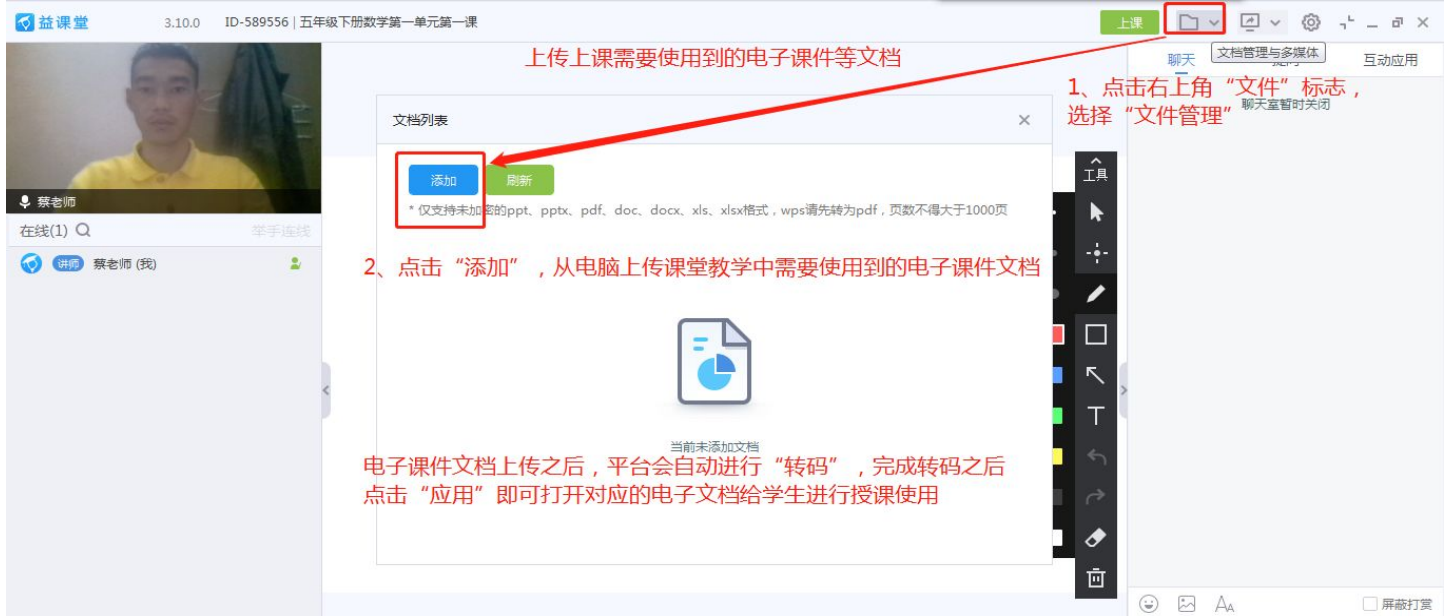 益课堂
3.10.0
ID-589556 | 五年级下册数学第一单元第一课
上课
上传上课需要使用到的电子课件等文档
聊天
文档管理与多媒体
互动应用
1、点击右上角“文件”标志，
选择“文件管理”
聊天室暂时关闭
文档列表
工具
添加
刷新
* 仅支持未加密的ppt、pptx、pdf、doc、docx、xls、xlsx格式，wps请先转为pdf，页数不得大于1000页
蔡老师
在线(1)
举手连线
讲师 蔡老师 (我)
2、点击“添加”，从电脑上传课堂教学中需要使用到的电子课件文档
T
当前未添加文档
电子课件文档上传之后，平台会自动进行“转码”，完成转码之后
点击“应用”即可打开对应的电子文档给学生进行授课使用
屏蔽打赏